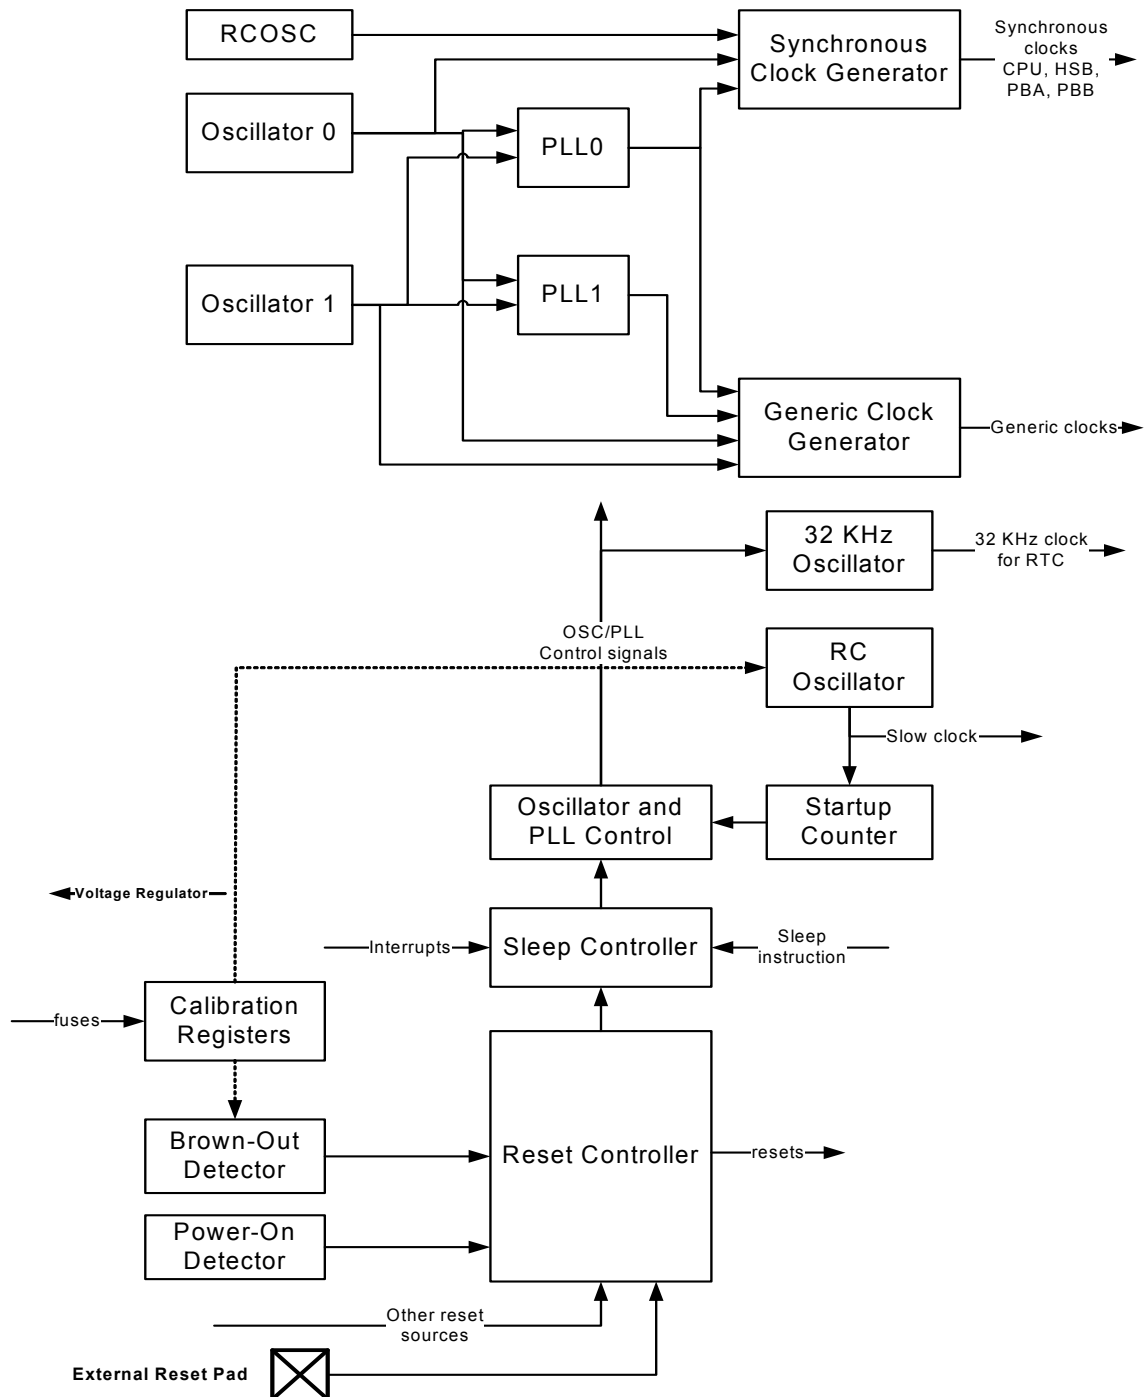 RCOSC
Synchronous
Clock Generator
Synchronous
clocks
CPU, HSB,
PBA, PBB
Oscillator 0
PLL0
Oscillator 1
PLL1
Generic Clock
Generator
Generic clocks
32 KHz
Oscillator
32 KHz clock
for RTC
OSC/PLL
Control signals
RC
Oscillator
Slow clock
Oscillator and
PLL Control
Startup
Counter
Voltage Regulator
Interrupts
Sleep Controller
Sleep
instruction
fuses
Calibration
Registers
Brown-Out
Detector
Reset Controller
resets
Power-On
Detector
Other reset
sources
External Reset Pad